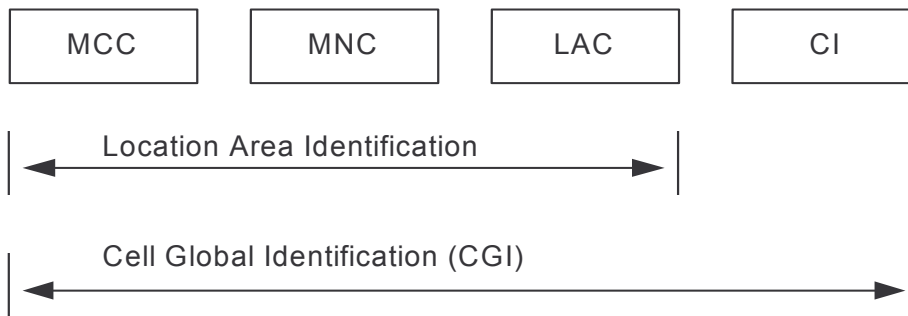 MCC MNC LAC CI
Location Area Identification
Cell Global Identification (CGI)